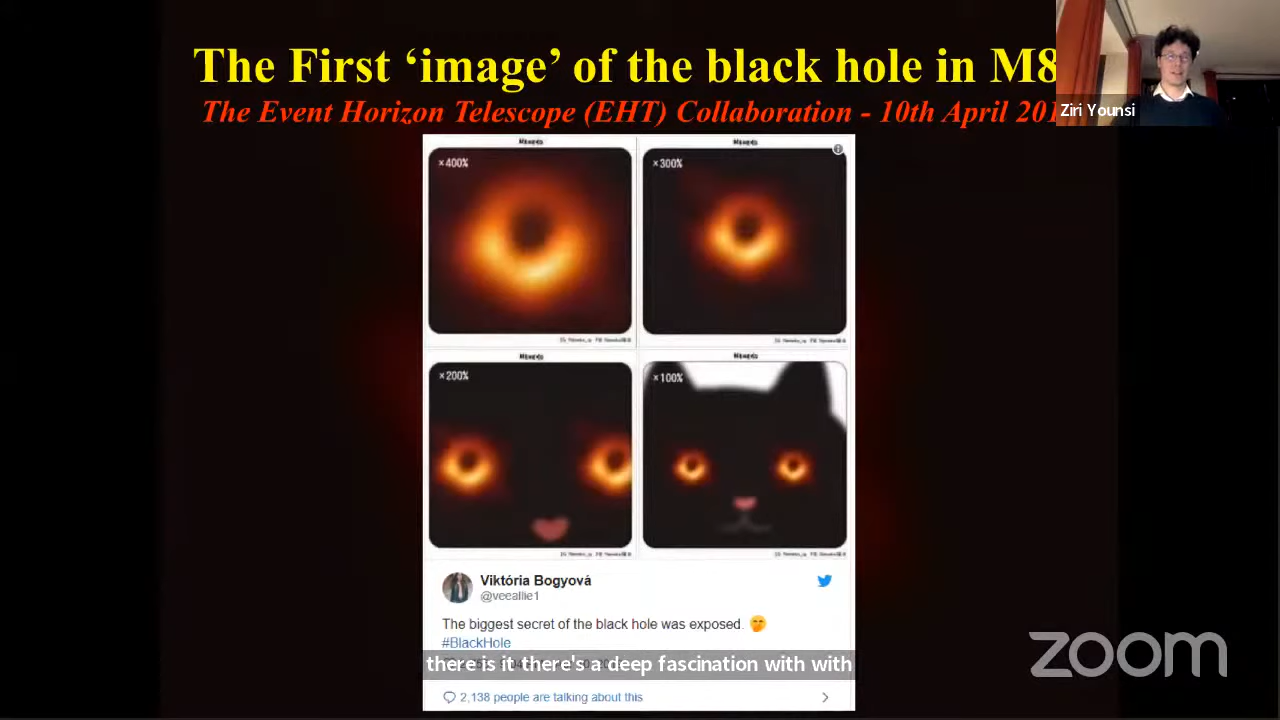 The First ‘image’ of the black hole in M8
The Event Horizon Telescope (EHT) Collaboration - 10th April 201
Ziri Younsi
×400%
×300%
×200%
×100%
Viktória Bogyová
@vecallie1
The biggest secret of the black hole was exposed. 🤭
#BlackHole
there is it there's a deep fascination with with
2,138 people are talking about this
zoom